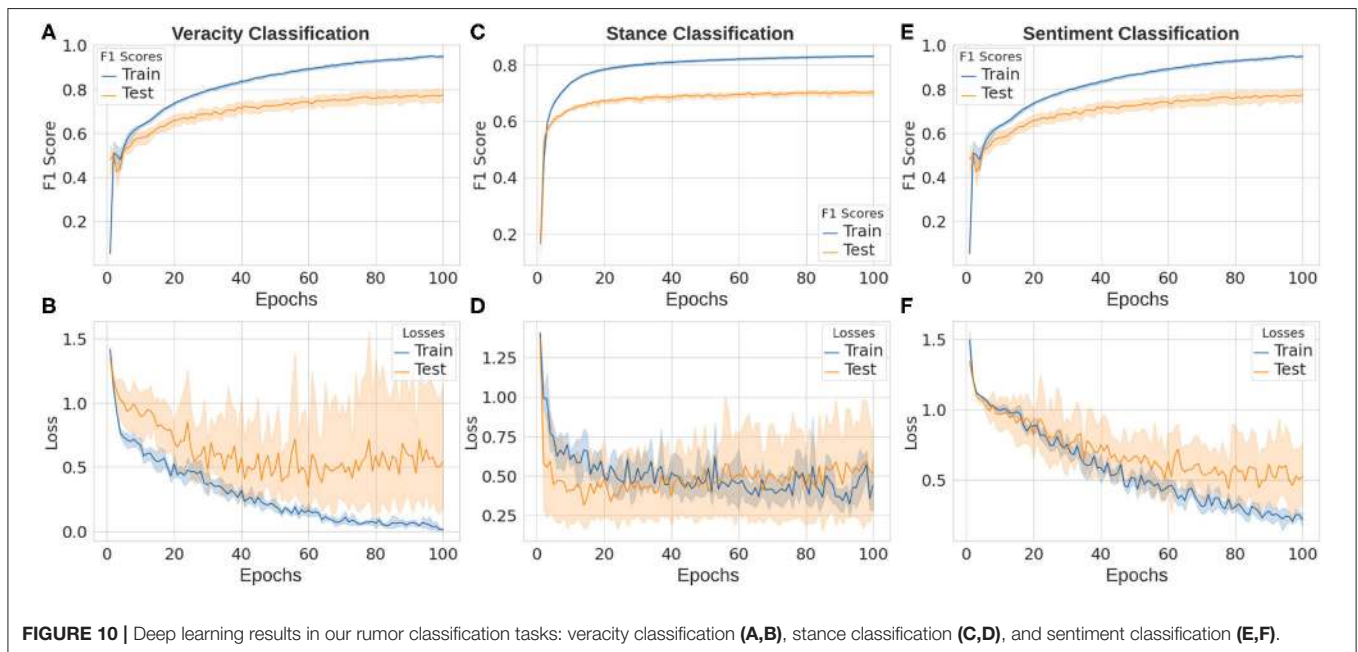 A
Veracity Classification
F1 Scores
Train
Test
F1 Score
1.0
0.8
0.6
0.4
0.2
0 20 40 60 80 100
Epochs
C
Stance Classification
F1 Score
0.8
0.6
0.4
0.2
F1 Scores
Train
Test
0 20 40 60 80 100
Epochs
E
Sentiment Classification
F1 Scores
Train
Test
F1 Score
1.0
0.8
0.6
0.4
0.2
0 20 40 60 80 100
Epochs
B
Losses
Train
Test
Loss
1.5
1.0
0.5
0.0
0 20 40 60 80 100
Epochs
D
Losses
Train
Test
Loss
1.25
1.00
0.75
0.50
0.25
0 20 40 60 80 100
Epochs
F
Losses
Train
Test
Loss
1.5
1.0
0.5
0 20 40 60 80 100
Epochs
FIGURE 10 | Deep learning results in our rumor classification tasks: veracity classification (A,B), stance classification (C,D), and sentiment classification (E,F).